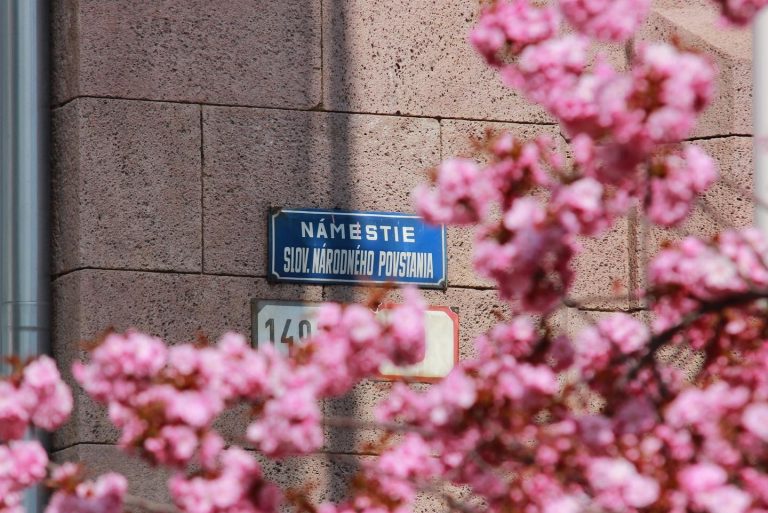 NÁMESTIE
SLOV. NÁRODNÉHO POVSTANIA